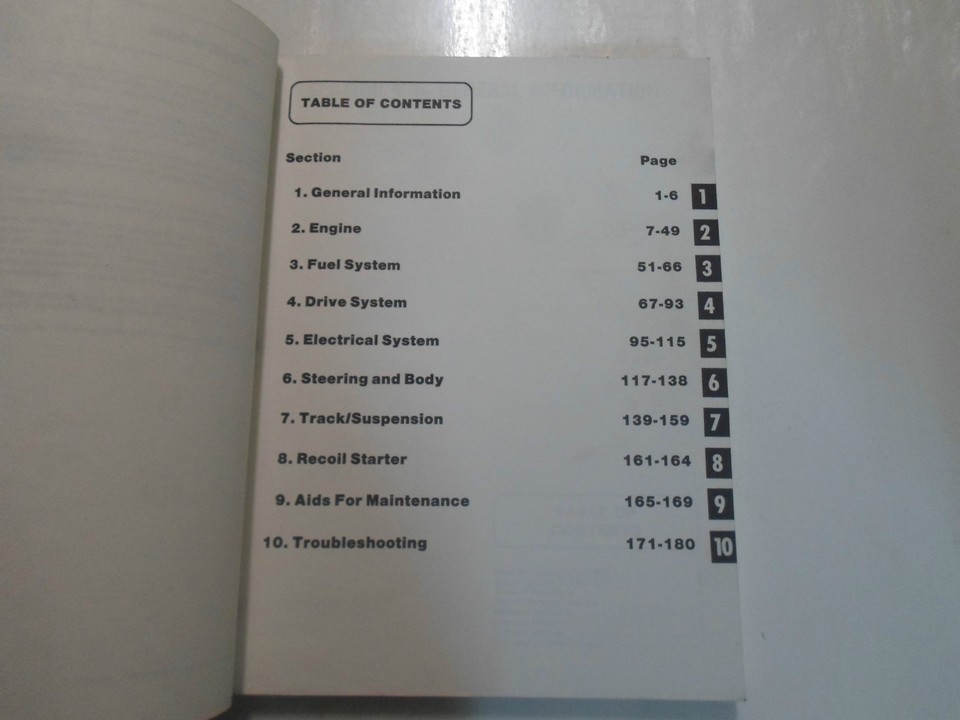 TABLE OF CONTENTS
Section Page
1. General Information 1-6 1
2. Engine 7-49 2
3. Fuel System 51-66 3
4. Drive System 67-93 4
5. Electrical System 95-115 5
6. Steering and Body 117-138 6
7. Track/Suspension 139-159 7
8. Recoil Starter 161-164 8
9. Aids For Maintenance 165-169 9
10. Troubleshooting 171-180 10